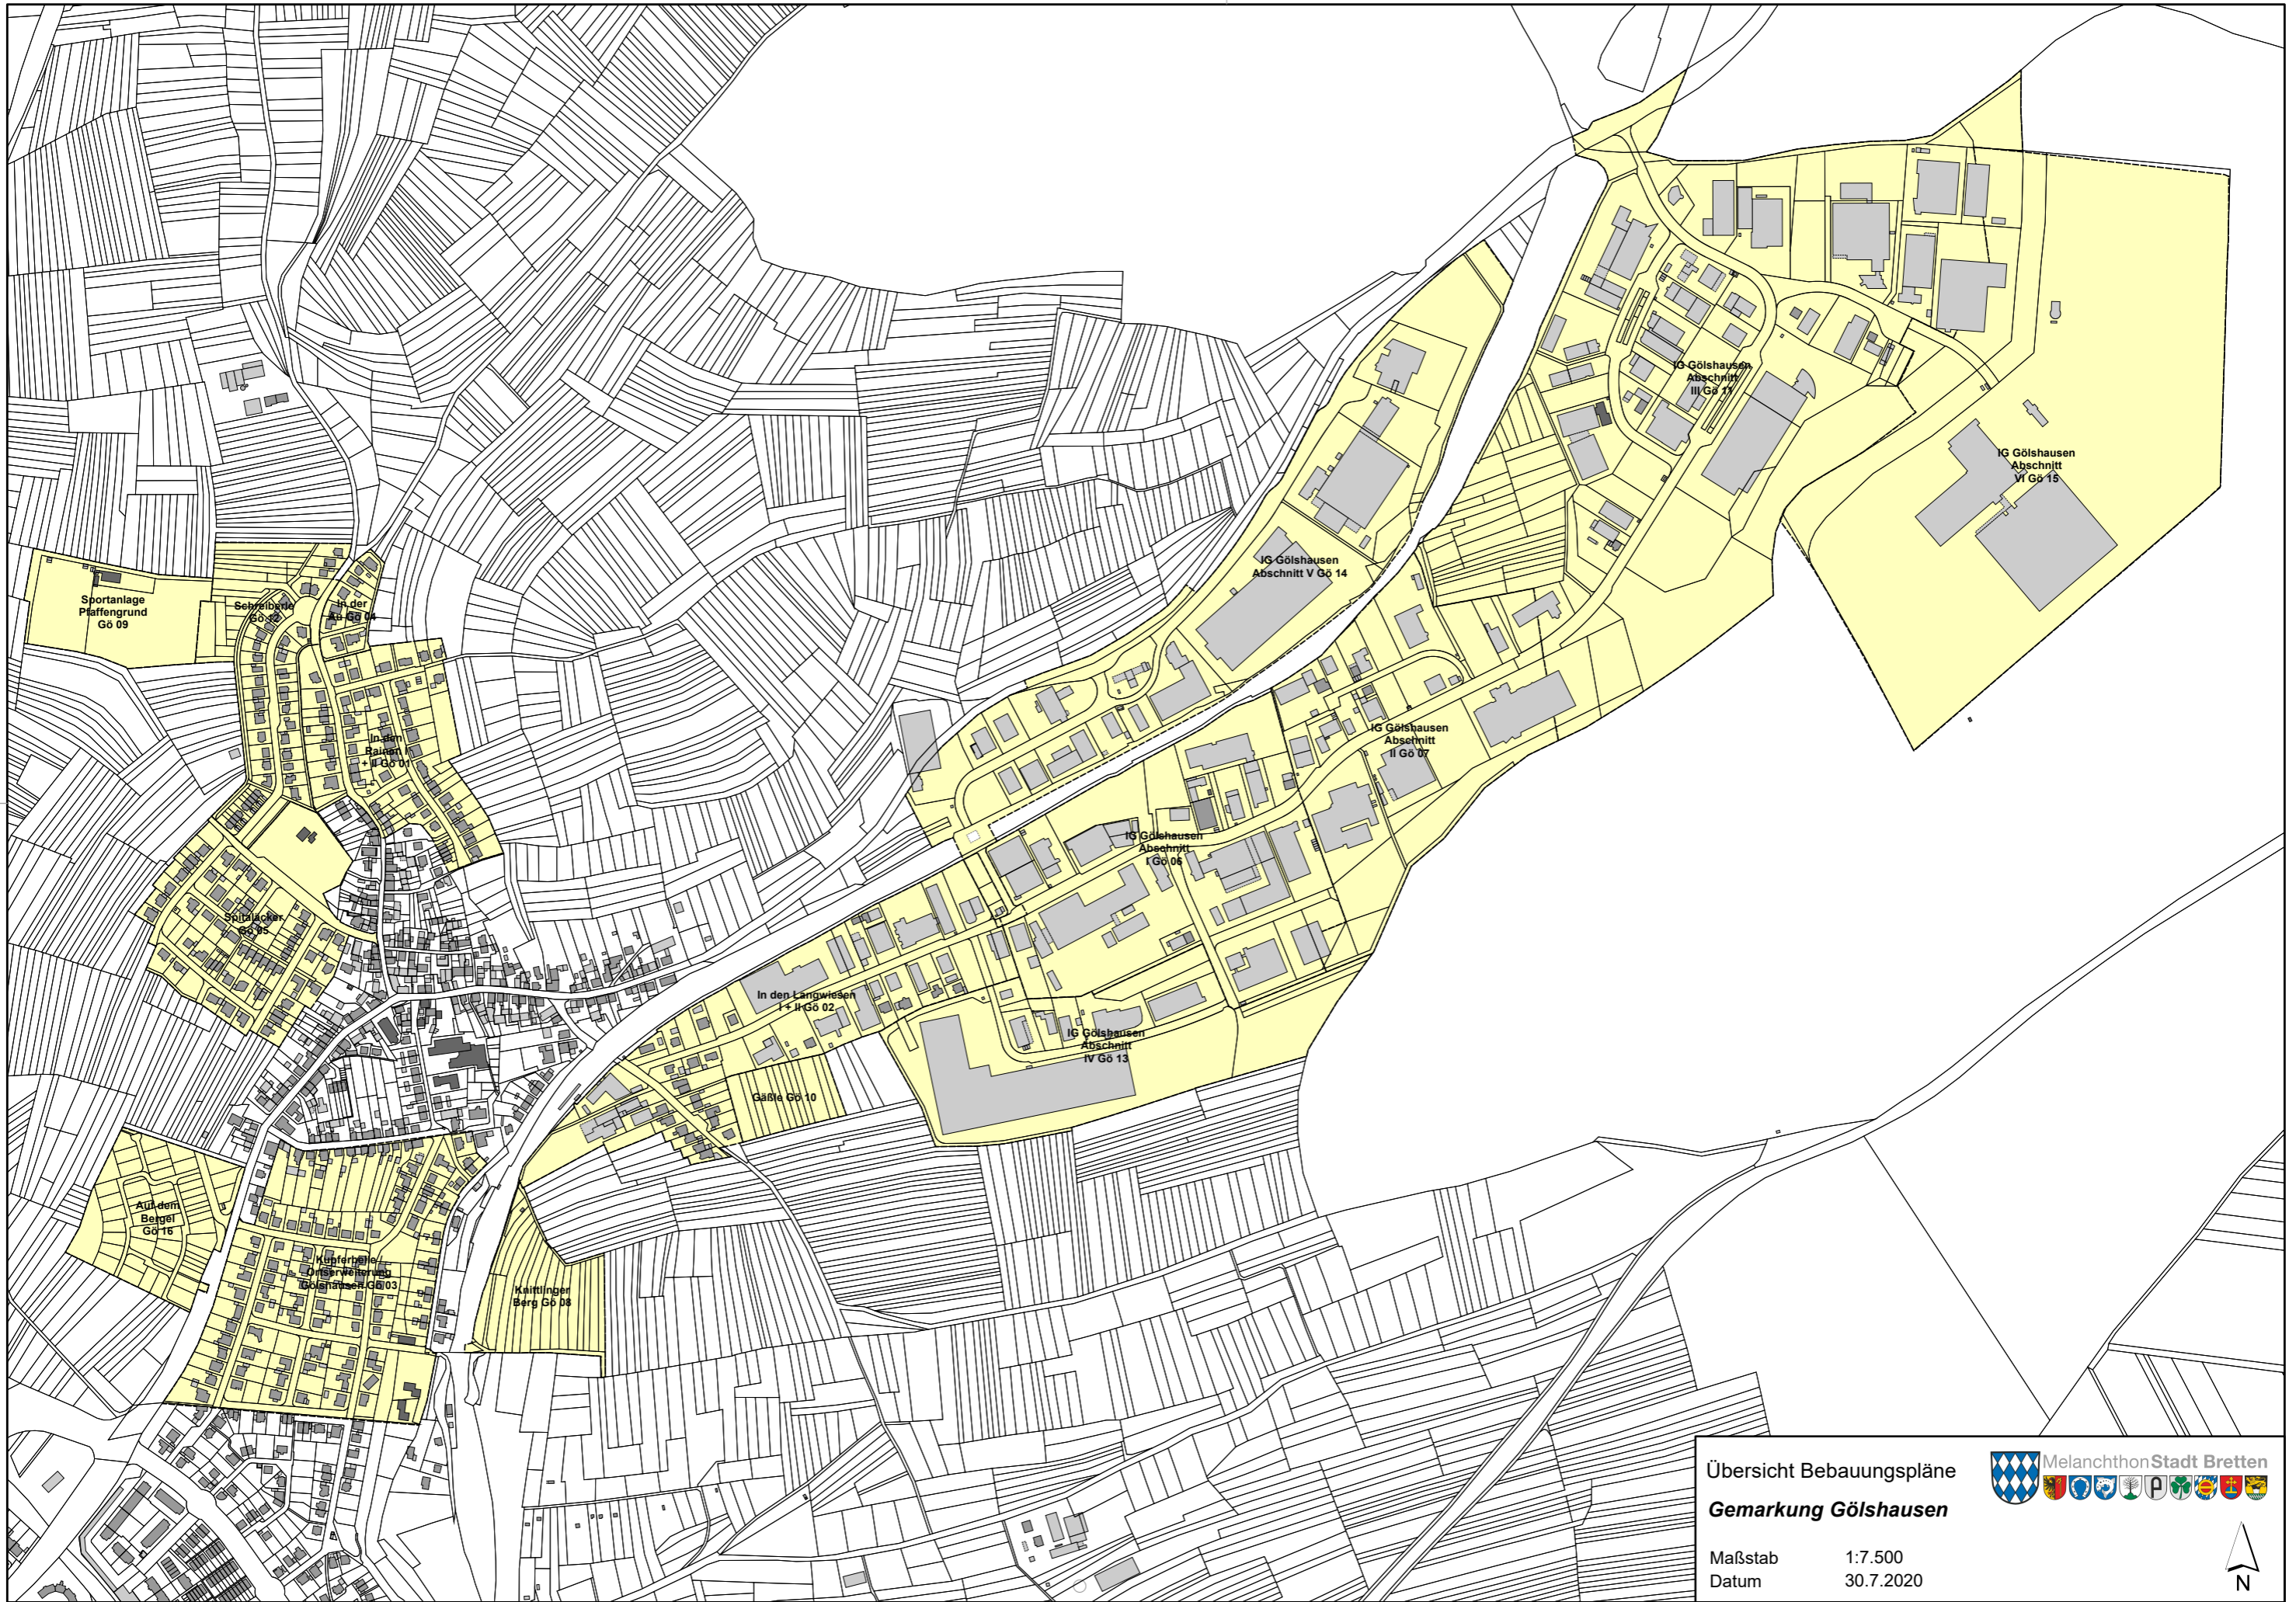 IG Gölshausen
Abschnitt
III Gö 11
IG Gölshausen
Abschnitt
VI Gö 15
IG Gölshausen
Abschnitt V Gö 14
Sportanlage
Pfaffengrund
Gö 09
Schreiberle
Gö 12
In der
Au Gö 04
In den
Rainen I
+ II Gö 01
IG Gölshausen
Abschnitt
II Gö 07
IG Gölshausen
Abschnitt
I Gö 06
Spitaläcker
Gö 05
In den Langwiesen
I + II Gö 02
IG Gölshausen
Abschnitt
IV Gö 13
Gäßle Gö 10
Auf dem
Bergel
Gö 16
Kupferhelle /
Ortserweiterung
Gölshausen Gö 03
Knittlinger
Berg Gö 08
Übersicht Bebauungspläne
Gemarkung Gölshausen
Maßstab 1:7.500
Datum 30.7.2020
Melanchthon Stadt Bretten
N